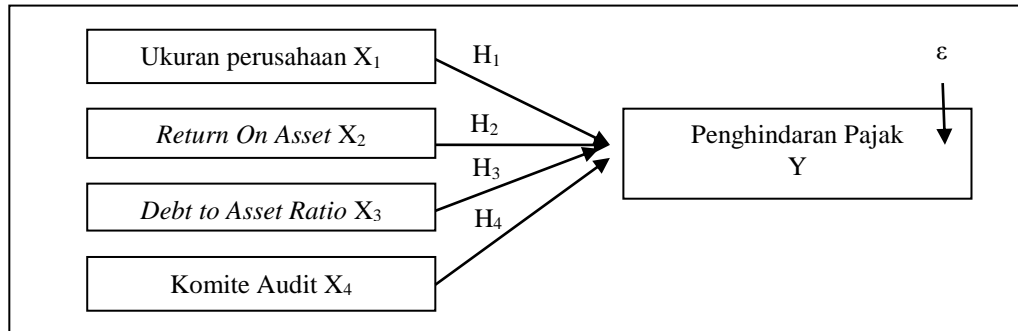 Ukuran perusahaan X₁
H₁
ε
Return On Asset X₂
H₂
Penghindaran Pajak
Y
H₃
Debt to Asset Ratio X₃
H₄
Komite Audit X₄